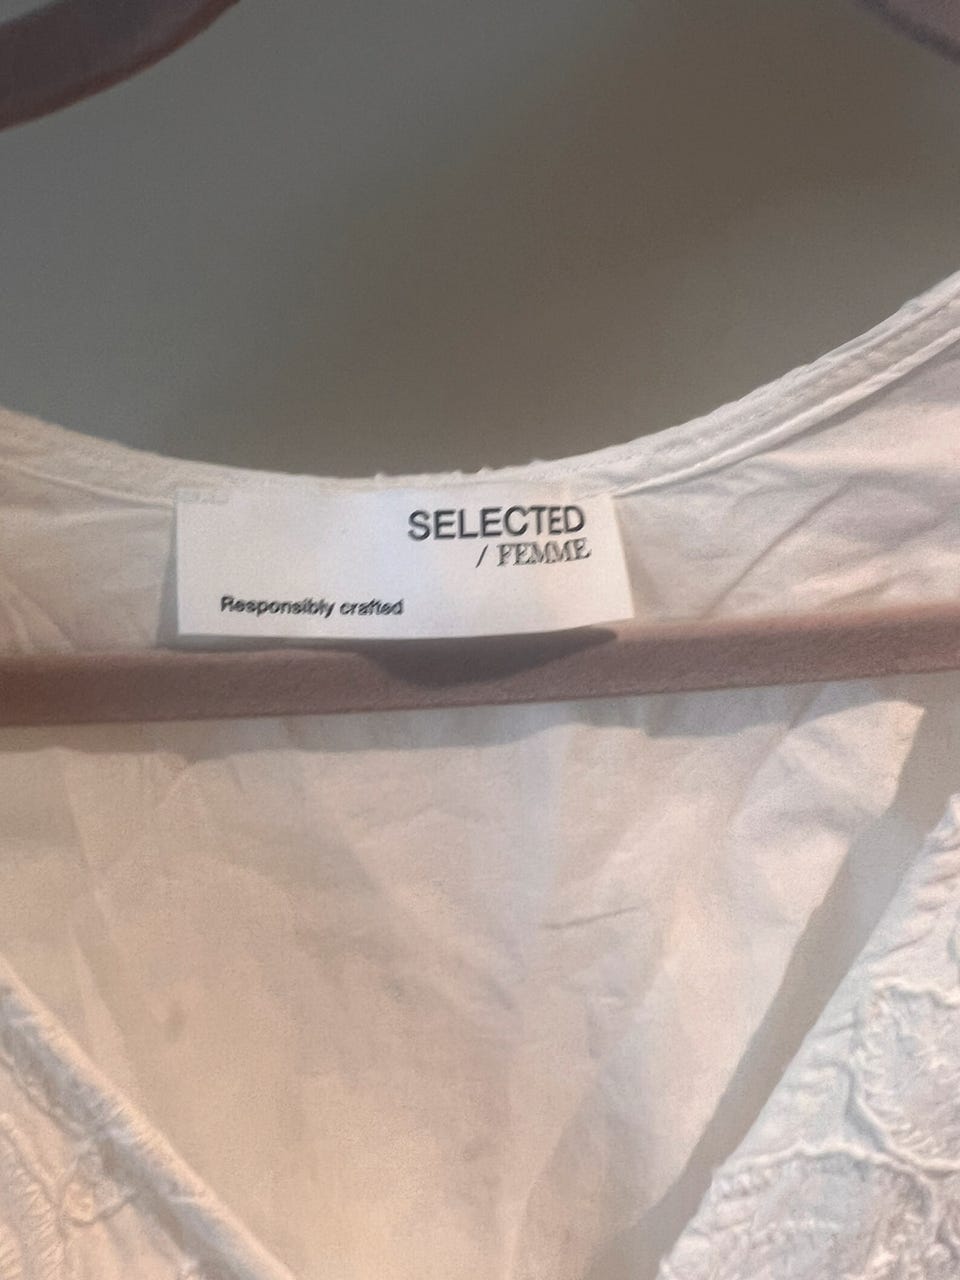 SELECTED
/ FEMME
Responsibly crafted